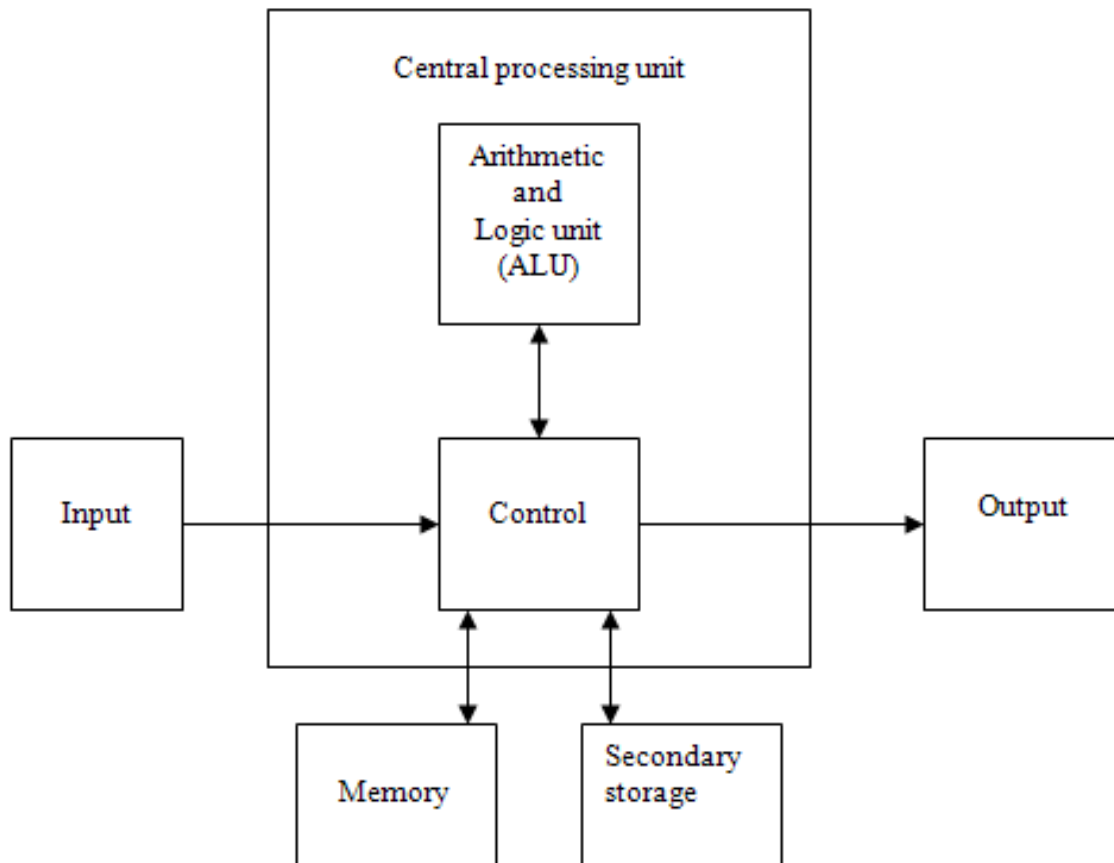 Central processing unit
Arithmetic
and
Logic unit
(ALU)
Input
Control
Output
Memory
Secondary
storage